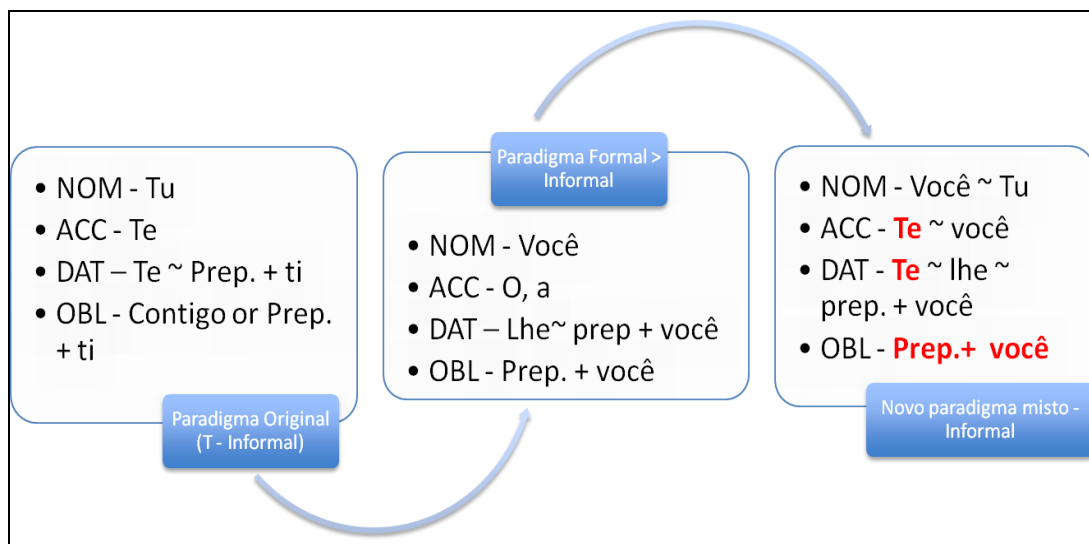 • NOM - Tu
• ACC - Te
• DAT – Te ~ Prep. + ti
• OBL - Contigo or Prep.
+ ti
Paradigma Original
(T - Informal)
Paradigma Formal >
Informal
• NOM - Você
• ACC - O, a
• DAT – Lhe~ prep + você
• OBL - Prep. + você
• NOM - Você ~ Tu
• ACC - Te ~ você
• DAT - Te ~ lhe ~
prep. + você
• OBL - Prep.+ você
Novo paradigma misto -
Informal